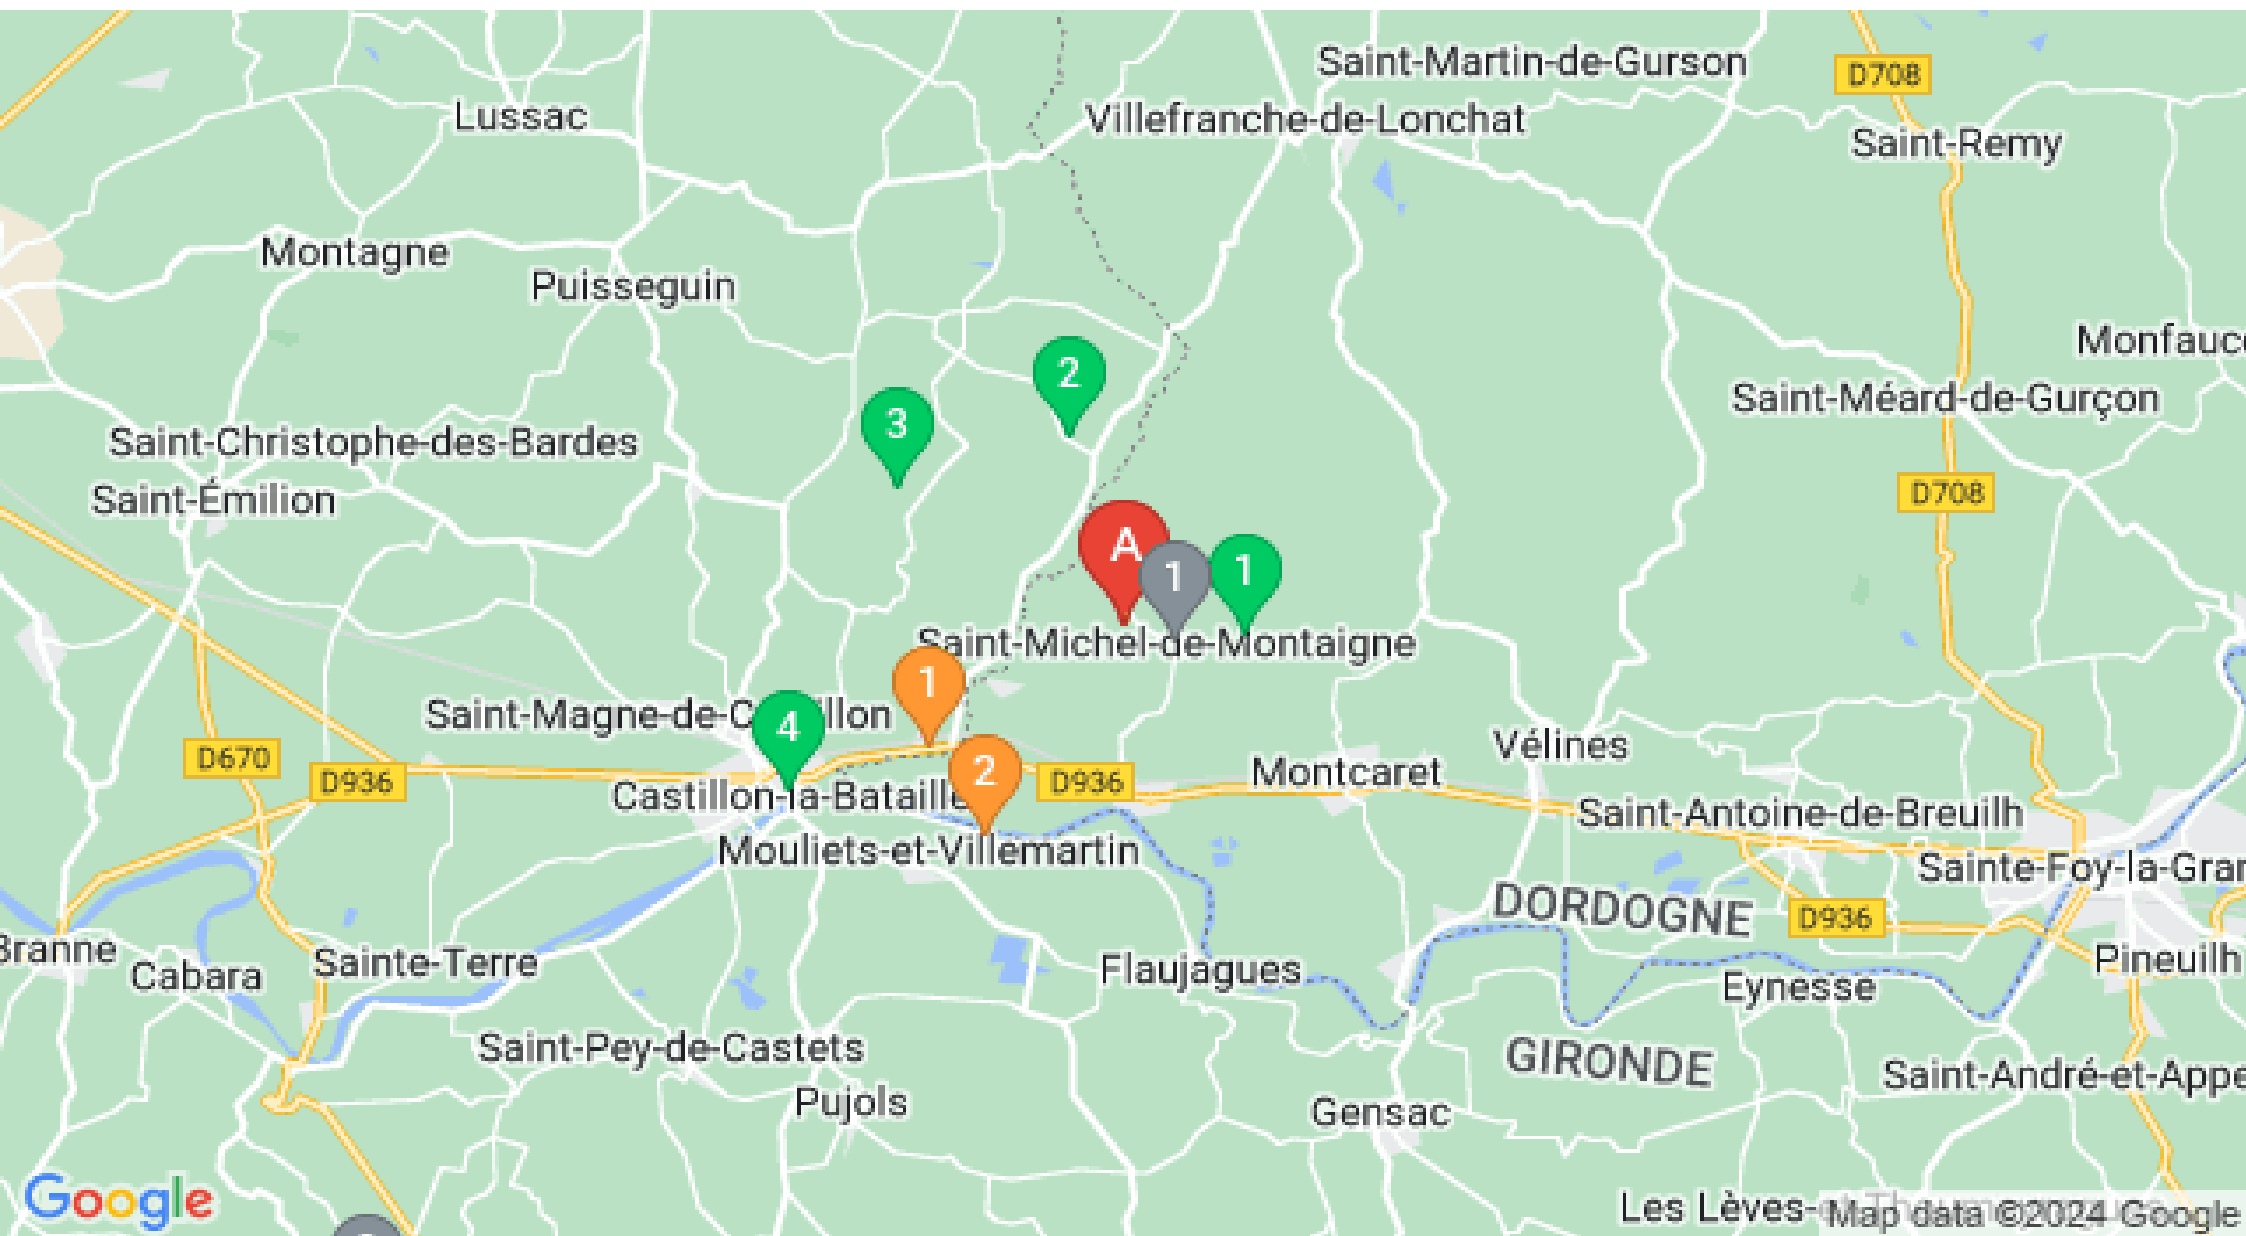 Saint-Martin-de-Gurson
D708
Lussac
Villefranche-de-Lonchat
Saint-Remy
Montagne
Puisseguin
Monfauc
2
Saint-Méard-de-Gurçon
3
Saint-Christophe-des-Bardes
Saint-Émilion
D708
A
1
1
Saint-Michel-de-Montaigne
1
Saint-Magne-de-C llon
4
D670
D936
Vélines
2
D936
Montcaret
Castillon-la-Bataille
Saint-Antoine-de-Breuilh
Mouliets-et-Villemartin
Sainte-Foy-la-Gran
DORDOGNE
D936
Branne
Cabara
Sainte-Terre
Flaujagues
Pineuilh
Eynesse
Saint-Pey-de-Castets
GIRONDE
Saint-André-et-Appe
Pujols
Gensac
Google
Les Lèves-
Map data ©2024 Google